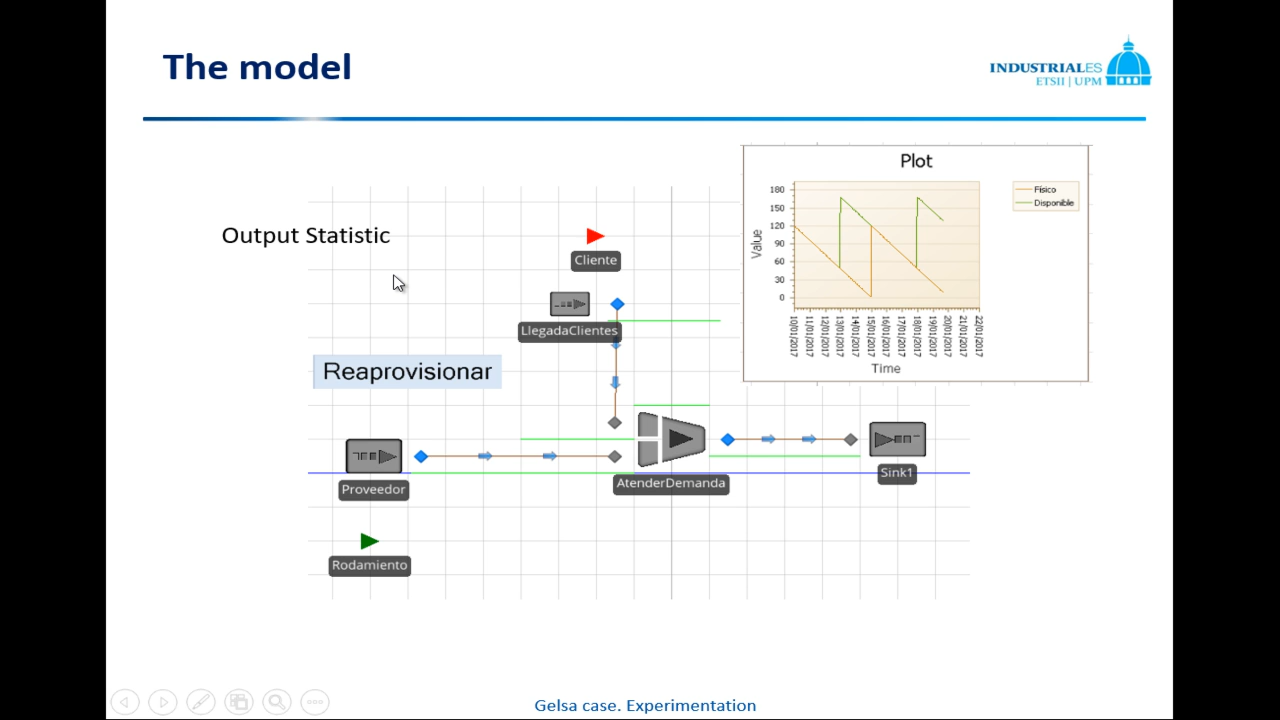 The model
INDUSTRIALES
ETSII | UPM
Output Statistic
Cliente
LlegadaClientes
Reaprovisionar
Proveedor
AtenderDemanda
Sink1
Rodamiento
Plot
Value
180
150
120
90
60
30
0
10/01/2017
11/01/2017
12/01/2017
13/01/2017
14/01/2017
15/01/2017
16/01/2017
17/01/2017
18/01/2017
19/01/2017
20/01/2017
21/01/2017
22/01/2017
Time
Físico
Disponible
Gelsa case. Experimentation